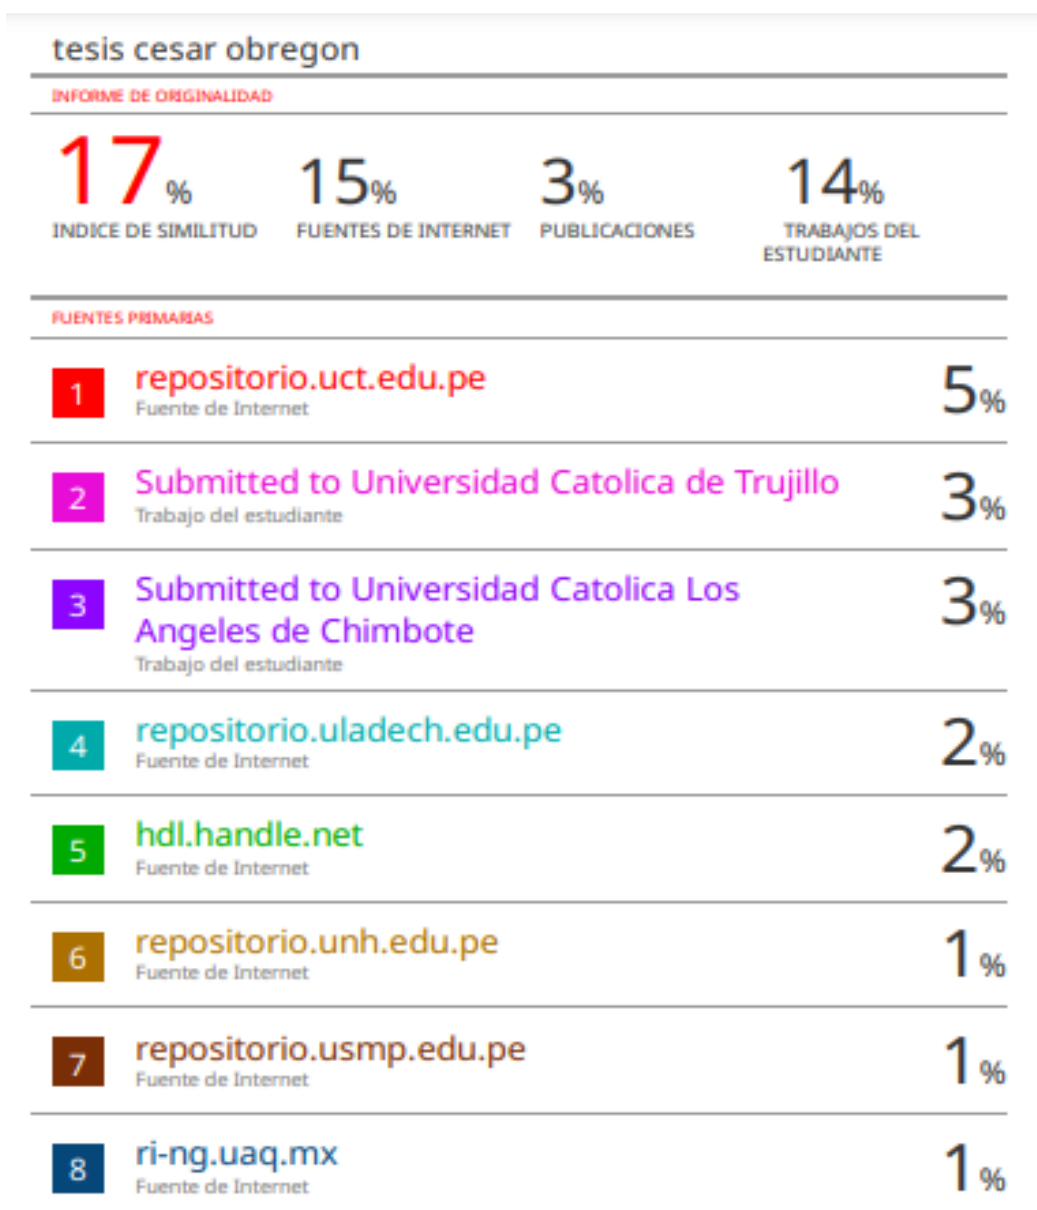 tesis cesar obregon
INFORME DE ORIGINALIDAD
17%
INDICE DE SIMILITUD
15%
FUENTES DE INTERNET
3%
PUBLICACIONES
14%
TRABAJOS DEL
ESTUDIANTE
FUENTES PRIMARIAS
1
repositorio.uct.edu.pe
Fuente de Internet
5%
2
Submitted to Universidad Catolica de Trujillo
Trabajo del estudiante
3%
3
Submitted to Universidad Catolica Los
Angeles de Chimbote
Trabajo del estudiante
3%
4
repositorio.uladech.edu.pe
Fuente de Internet
2%
5
hdl.handle.net
Fuente de Internet
2%
6
repositorio.unh.edu.pe
Fuente de Internet
1%
7
repositorio.usmp.edu.pe
Fuente de Internet
1%
8
ri-ng.uaq.mx
Fuente de Internet
1%